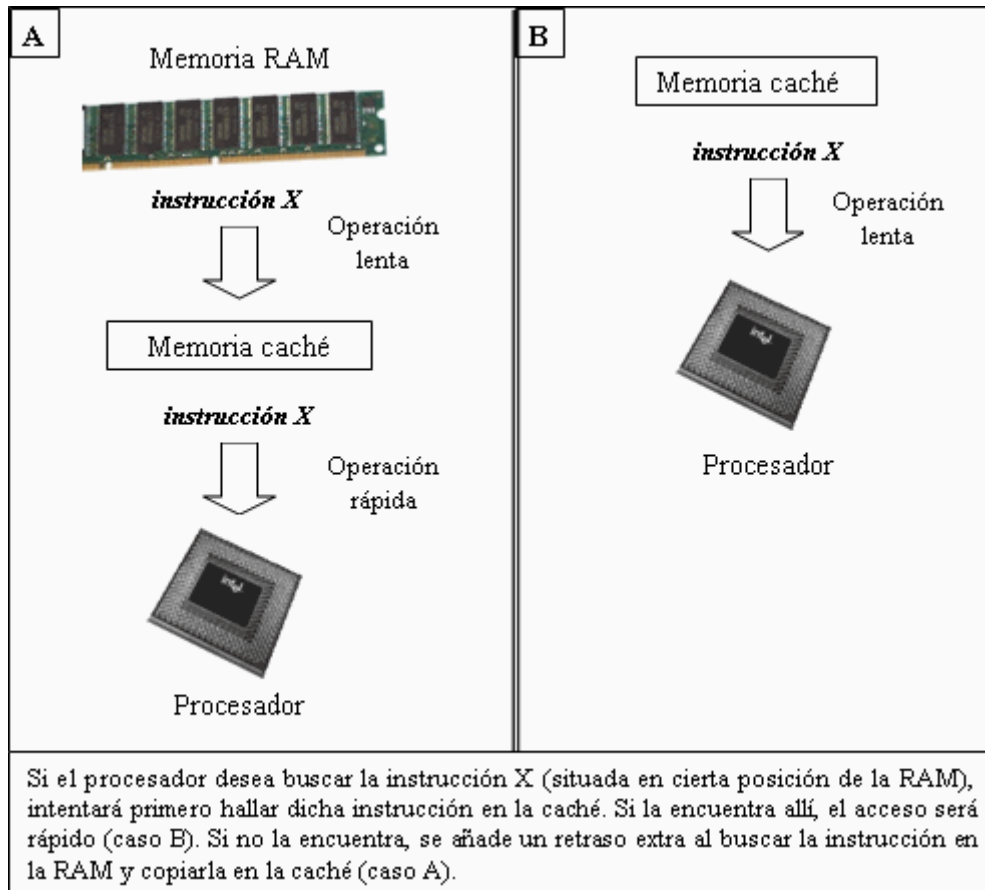 A
Memoria RAM
instrucción X
Operación
lenta
Memoria caché
instrucción X
Operación
rápida
intel
Procesador
B
Memoria caché
instrucción X
Operación
lenta
intel
Procesador
Si el procesador desea buscar la instrucción X (situada en cierta posición de la RAM),
intentará primero hallar dicha instrucción en la caché. Si la encuentra allí, el acceso será
rápido (caso B). Si no la encuentra, se añade un retraso extra al buscar la instrucción en
la RAM y copiarla en la caché (caso A).